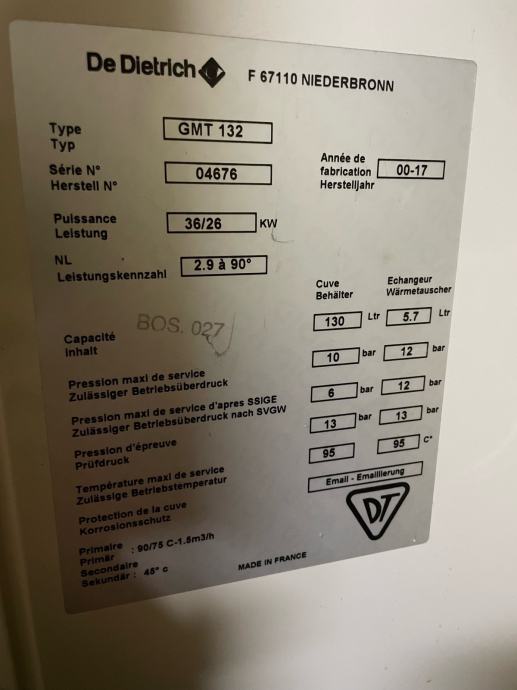 De Dietrich F 67110 NIEDERBRONN
Type
Typ
GMT 132
Série N°
Herstell N°
04676
Année de
fabrication
Herstelljahr
00-17
Puissance
Leistung
36/26 KW
NL
Leistungskennzahl
2.9 à 90°
Cuve
Behälter
Echangeur
Wärmetauscher
BOS. 027
Capacité
Inhalt
130 Ltr 5.7 Ltr
Pression maxi de service
Zulässiger Betriebsüberdruck
10 bar 12 bar
Pression maxi de service d'apres SSIGE
Zulässiger Betriebsüberdruck nach SVGW
6 bar 12 bar
Pression d'épreuve
Prüfdruck
13 bar 13 bar
Température maxi de service
Zulässige Betriebstemperatur
95 95 C°
Protection de la cuve
Korrosionsschutz
Email - Emaillierung
Primaire
Primär : 90/75 C-1.5m3/h
Secondaire
Sekundär : 45° c
MADE IN FRANCE
DT